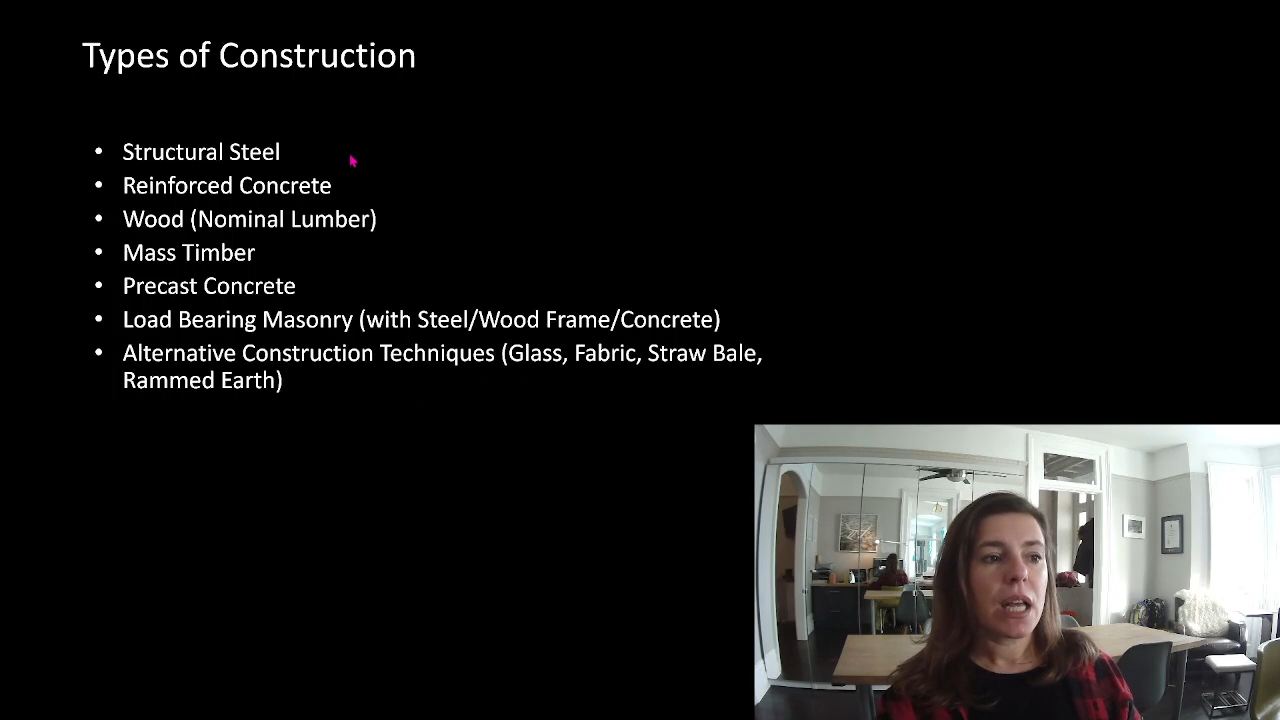 Types of Construction
• Structural Steel
• Reinforced Concrete
• Wood (Nominal Lumber)
• Mass Timber
• Precast Concrete
• Load Bearing Masonry (with Steel/Wood Frame/Concrete)
• Alternative Construction Techniques (Glass, Fabric, Straw Bale,
Rammed Earth)